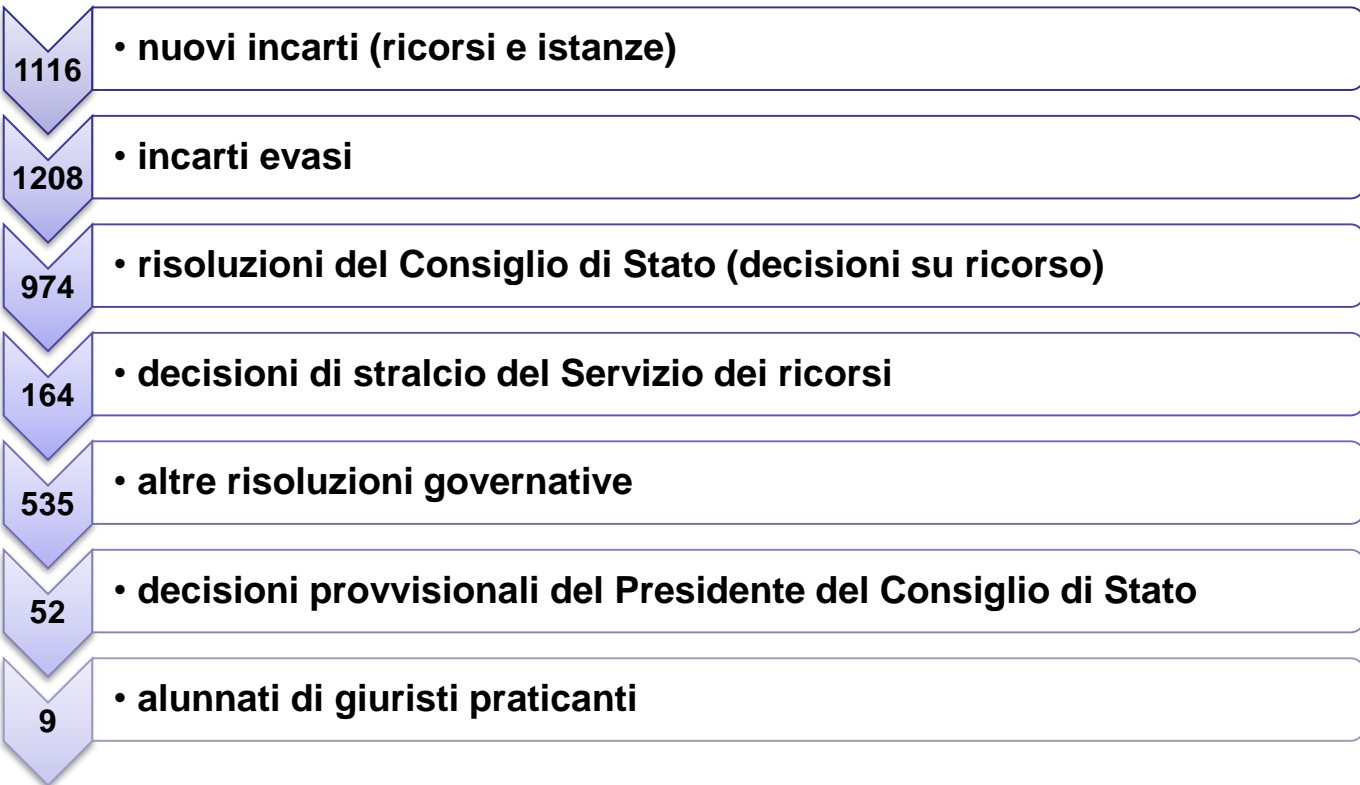 1116
• nuovi incarti (ricorsi e istanze)
1208
• incarti evasi
974
• risoluzioni del Consiglio di Stato (decisioni su ricorso)
164
• decisioni di stralcio del Servizio dei ricorsi
535
• altre risoluzioni governative
52
• decisioni provvisionali del Presidente del Consiglio di Stato
9
• alunnati di giuristi praticanti